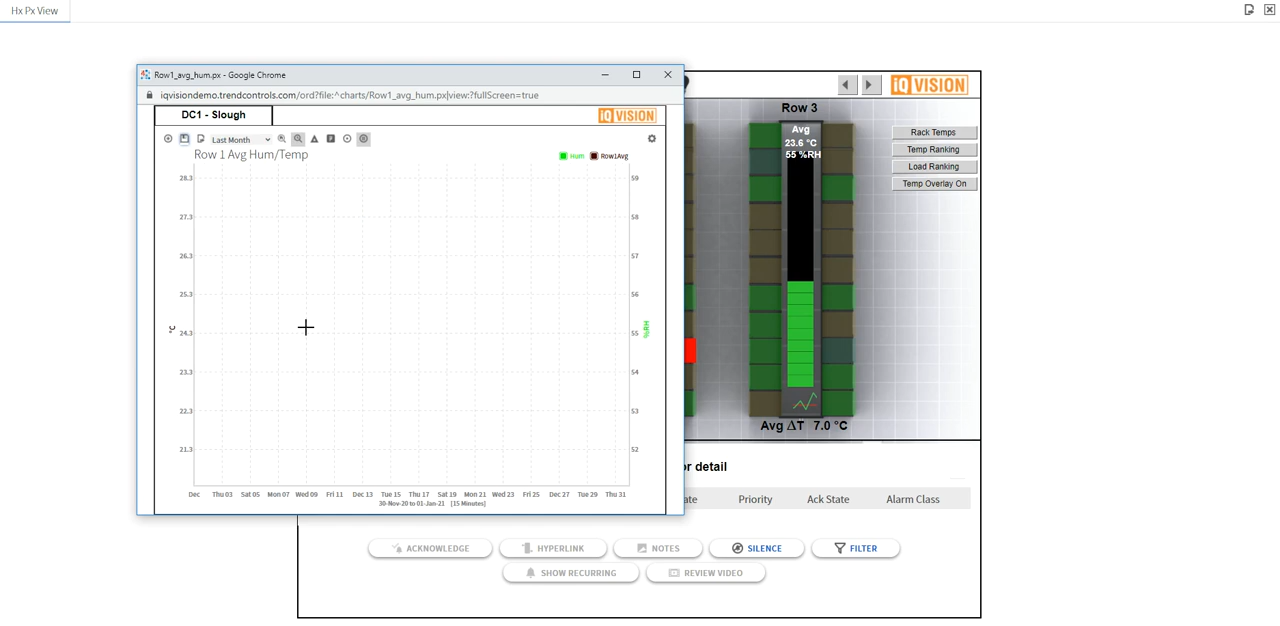 Hx Px View
Row1_avg_hum.px - Google Chrome
iqvisiondemo.trendcontrols.com/ord?file:^charts/Row1_avg_hum.px|view:?fullScreen=true
DC1 - Slough
iQ VISION
Last Month
Row 1 Avg Hum/Temp
Hum Row1Avg
28.3
27.3
26.3
25.3
24.3
23.3
22.3
21.3
°C
59
58
57
56
55
54
53
52
%RH
Dec Thu 03 Sat 05 Mon 07 Wed 09 Fri 11 Dec 13 Tue 15 Thu 17 Sat 19 Mon 21 Wed 23 Fri 25 Dec 27 Tue 29 Thu 31
30-Nov-20 to 01-Jan-21 [15 Minutes]
iQ VISION
Row 3
Avg
23.6 °C
55 %RH
Avg ΔT 7.0 °C
Rack Temps
Temp Ranking
Load Ranking
Temp Overlay On
or detail
ate Priority Ack State Alarm Class
ACKNOWLEDGE HYPERLINK NOTES SILENCE FILTER
SHOW RECURRING REVIEW VIDEO